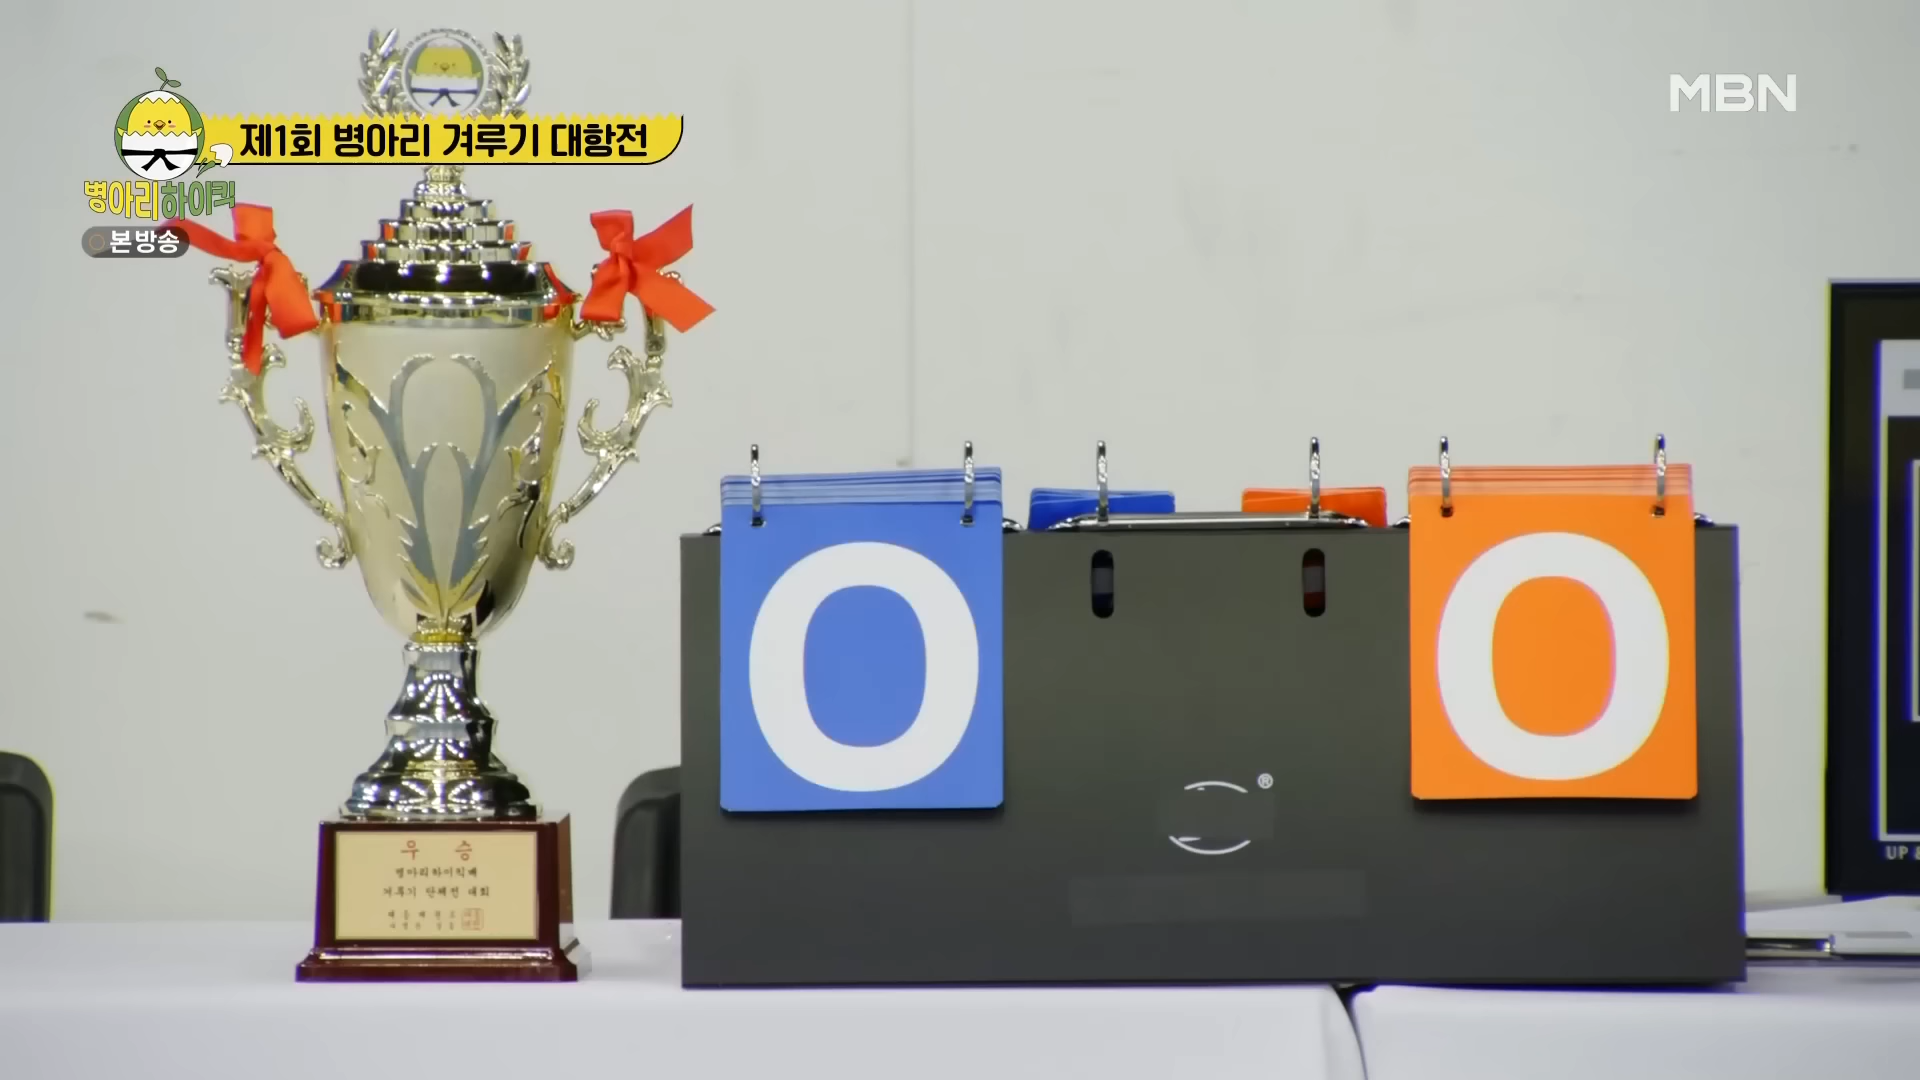 MBN
제1회 병아리 겨루기 대항전
병아리하이킥
본방송
0 0
®
UP &
우 승
병아리하이킥배
겨루기 단체전 대회